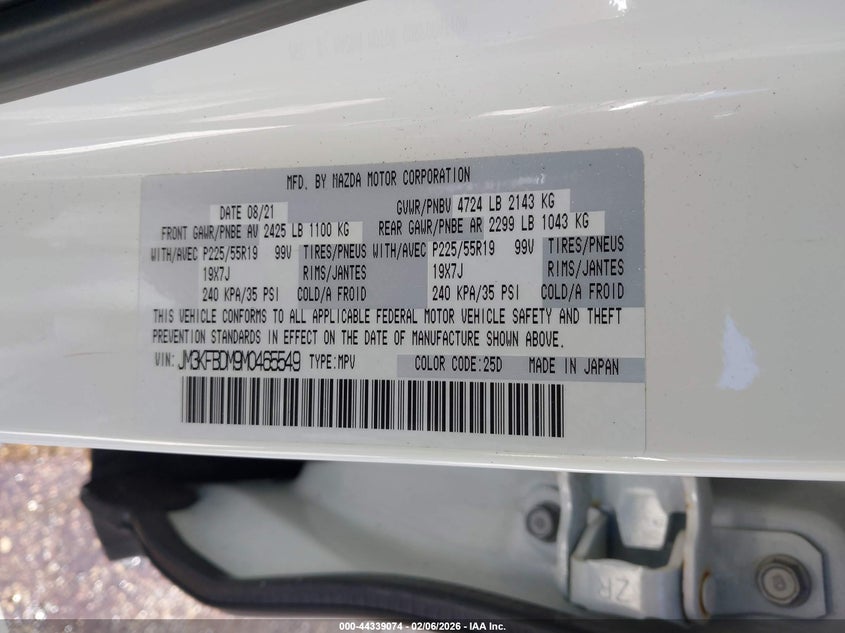 MFD. BY MAZDA MOTOR CORPORATION
DATE 08/21 GVWR/PNBV 4724 LB 2143 KG
FRONT GAWR/PNBE AV 2425 LB 1100 KG REAR GAWR/PNBE AR 2299 LB 1043 KG
WITH/AVEC P225/55R19 99V TIRES/PNEUS WITH/AVEC P225/55R19 99V TIRES/PNEUS
19X7J RIMS/JANTES 19X7J RIMS/JANTES
240 KPA/35 PSI COLD/A FROID 240 KPA/35 PSI COLD/A FROID
THIS VEHICLE CONFORMS TO ALL APPLICABLE FEDERAL MOTOR VEHICLE SAFETY AND THEFT
PREVENTION STANDARDS IN EFFECT ON THE DATE OF MANUFACTURE SHOWN ABOVE.
VIN: JM3KFBDM9M0465549 TYPE:MPV COLOR CODE:25D MADE IN JAPAN
ZR
8
000-44339074 - 02/06/2026 - IAA Inc.